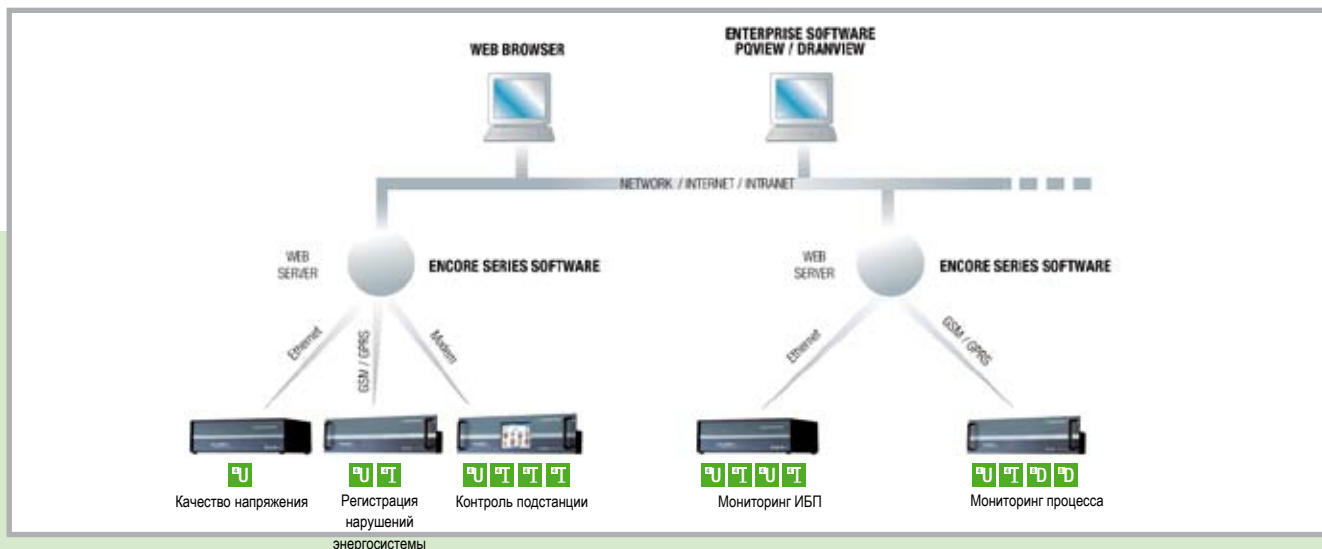 WEB BROWSER
ENTERPRISE SOFTWARE
PQVIEW / DRANVIEW
NETWORK / INTERNET / INTRANET
WEB
SERVER
ENCORE SERIES SOFTWARE
WEB
SERVER
ENCORE SERIES SOFTWARE
Ethernet
GSM / GPRS
Modem
Ethernet
GSM / GPRS
U
U I
U I I I
U I U I
U I D D
Качество напряжения
Регистрация
нарушений
энергосистемы
Контроль подстанции
Мониторинг ИБП
Мониторинг процесса